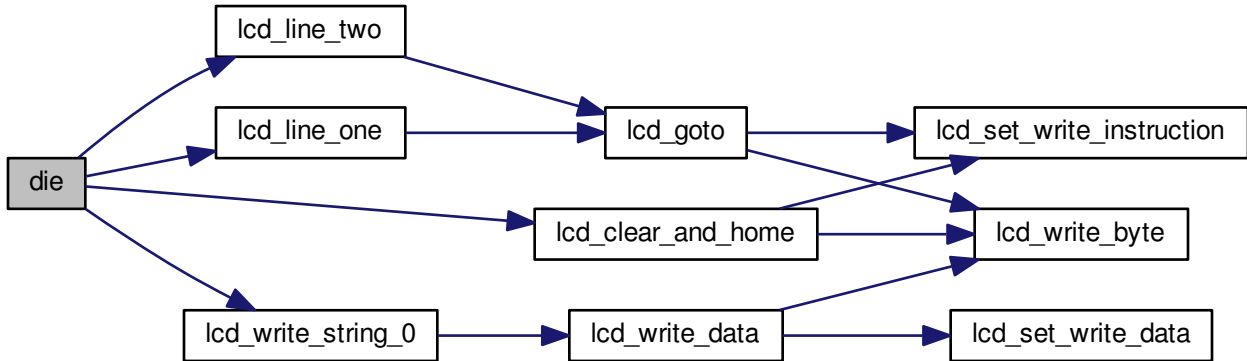 lcd_line_two
lcd_line_one
lcd_goto
lcd_set_write_instruction
die
lcd_clear_and_home
lcd_write_byte
lcd_write_string_0
lcd_write_data
lcd_set_write_data